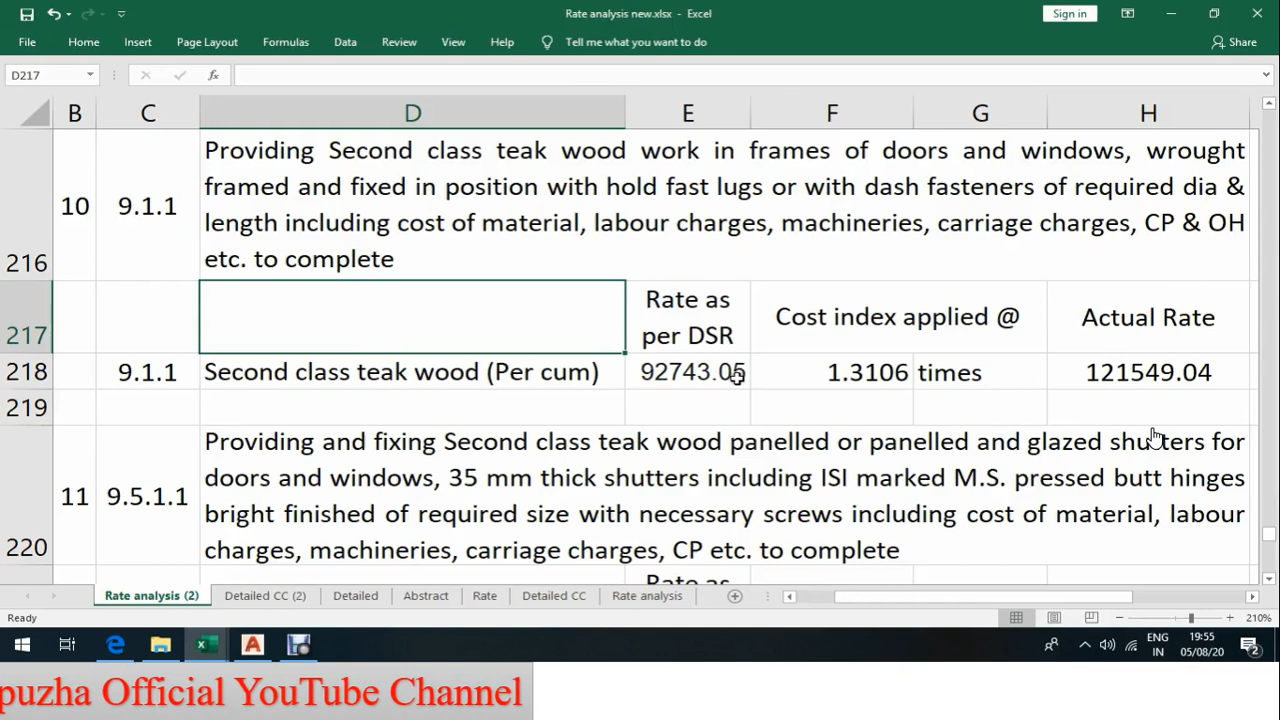 Rate analysis new.xlsx - Excel
Sign in
File Home Insert Page Layout Formulas Data Review View Help Tell me what you want to do Share
D217 fx
B C D E F G H
Providing Second class teak wood work in frames of doors and windows, wrought
framed and fixed in position with hold fast lugs or with dash fasteners of required dia &
10 9.1.1
length including cost of material, labour charges, machineries, carriage charges, CP & OH
216 etc. to complete
Rate as
per DSR
Cost index applied @ Actual Rate
217
218 9.1.1 Second class teak wood (Per cum) 92743.05 1.3106 times 121549.04
219
Providing and fixing Second class teak wood panelled or panelled and glazed shutters for
doors and windows, 35 mm thick shutters including ISI marked M.S. pressed butt hinges
11 9.5.1.1
bright finished of required size with necessary screws including cost of material, labour
220 charges, machineries, carriage charges, CP etc. to complete
Rate as
Rate analysis (2) Detailed CC (2) Detailed Abstract Rate Detailed CC Rate analysis
Ready 210%
ENG 19:55
IN 05/08/20 2
puzha Official YouTube Channel